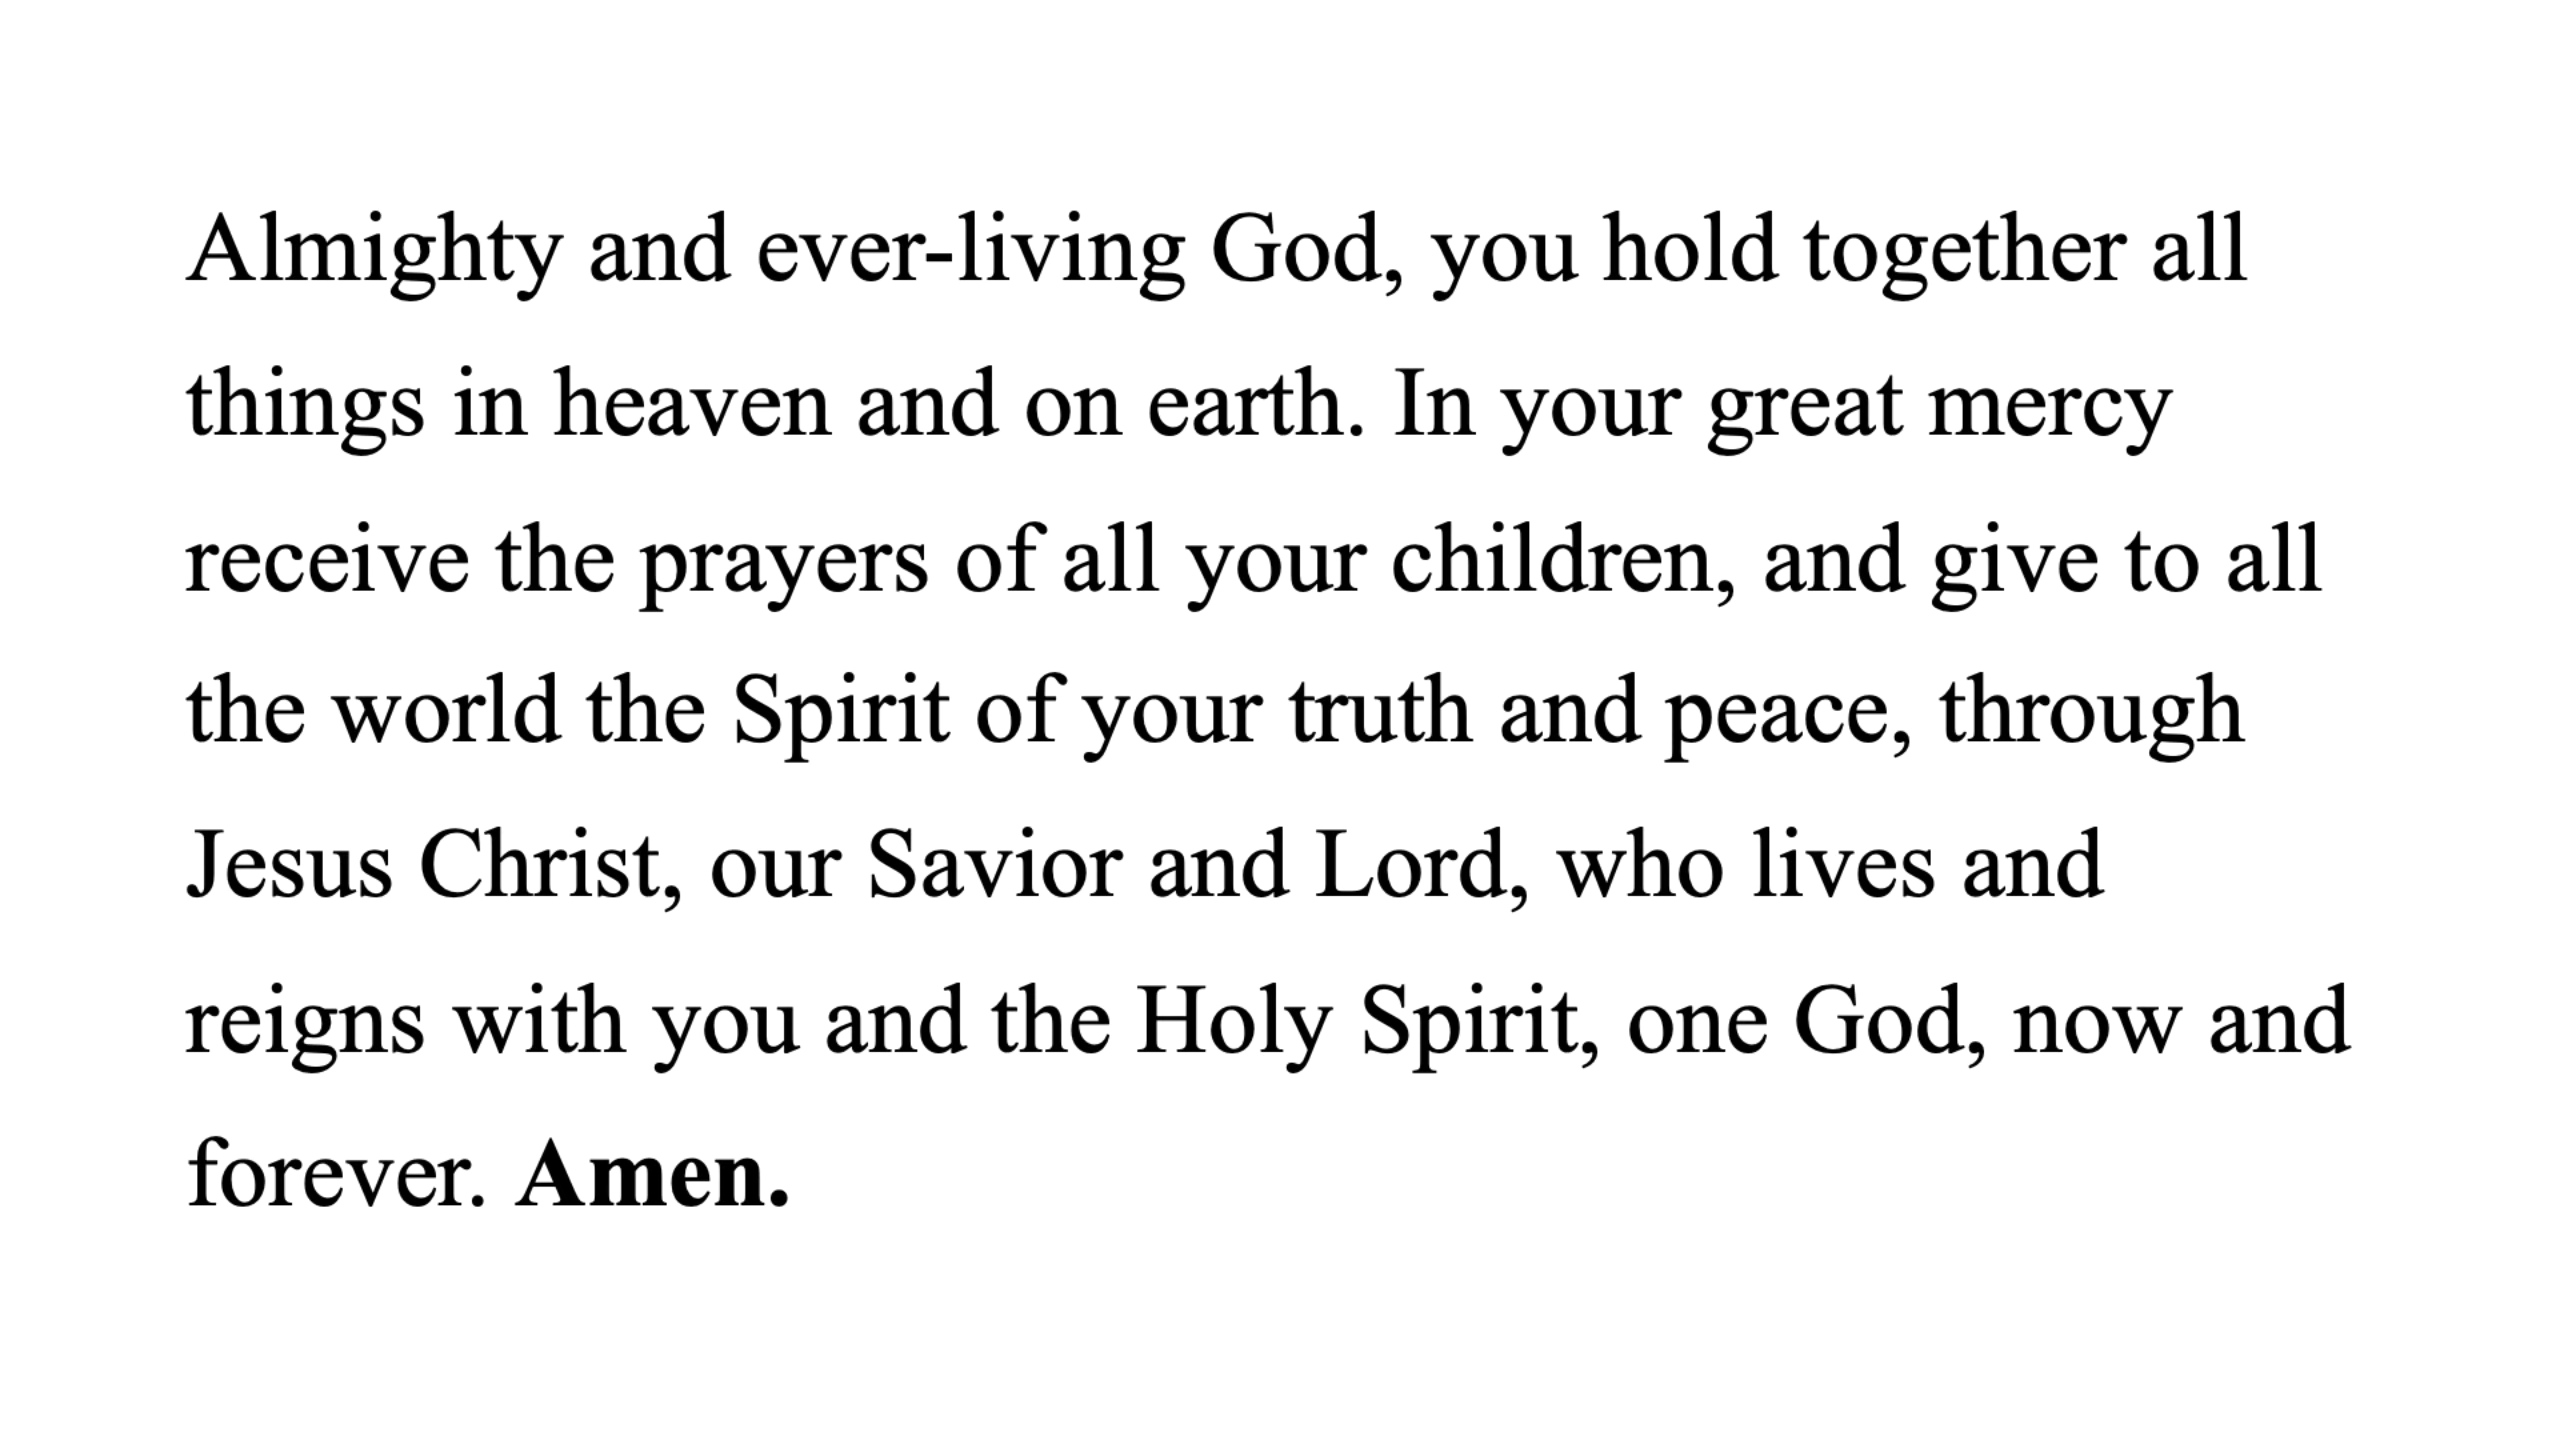 Almighty and ever-living God, you hold together all
things in heaven and on earth. In your great mercy
receive the prayers of all your children, and give to all
the world the Spirit of your truth and peace, through
Jesus Christ, our Savior and Lord, who lives and
reigns with you and the Holy Spirit, one God, now and
forever. Amen.